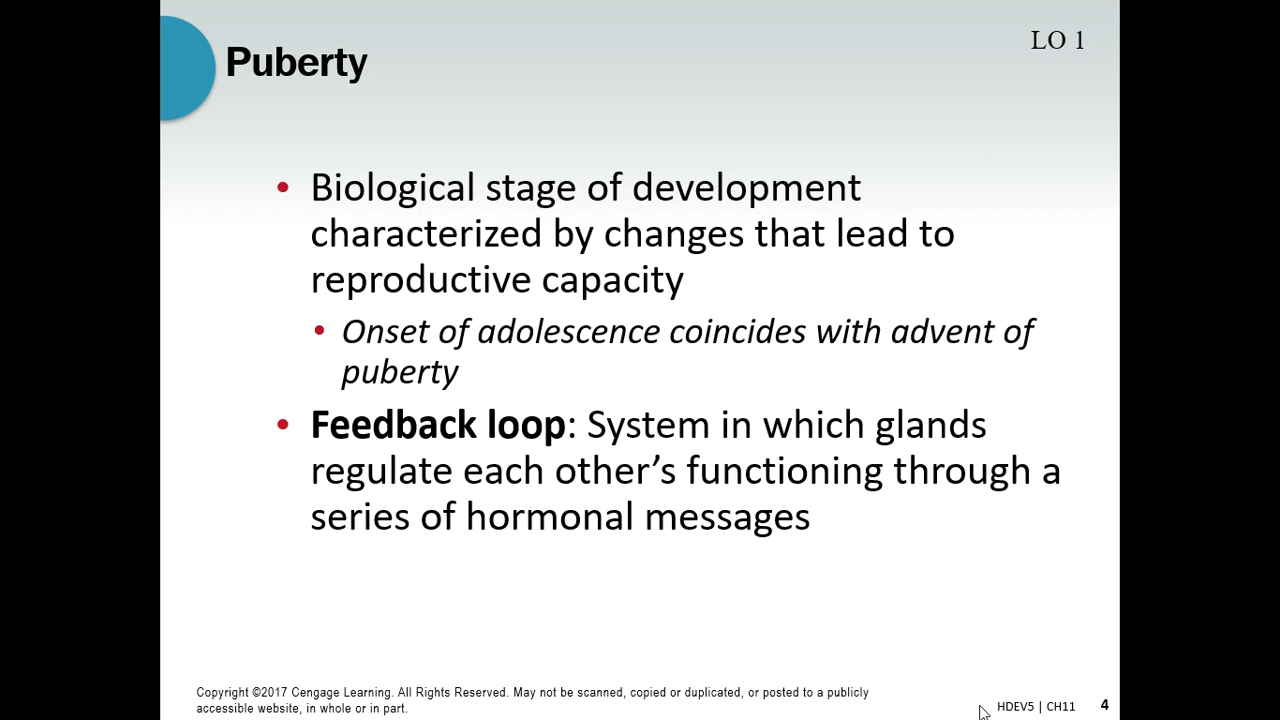 Puberty
LO 1
• Biological stage of development
characterized by changes that lead to
reproductive capacity
• Onset of adolescence coincides with advent of
puberty
• Feedback loop: System in which glands
regulate each other’s functioning through a
series of hormonal messages
Copyright ©2017 Cengage Learning. All Rights Reserved. May not be scanned, copied or duplicated, or posted to a publicly
accessible website, in whole or in part.
HDEV5 | CH11
4